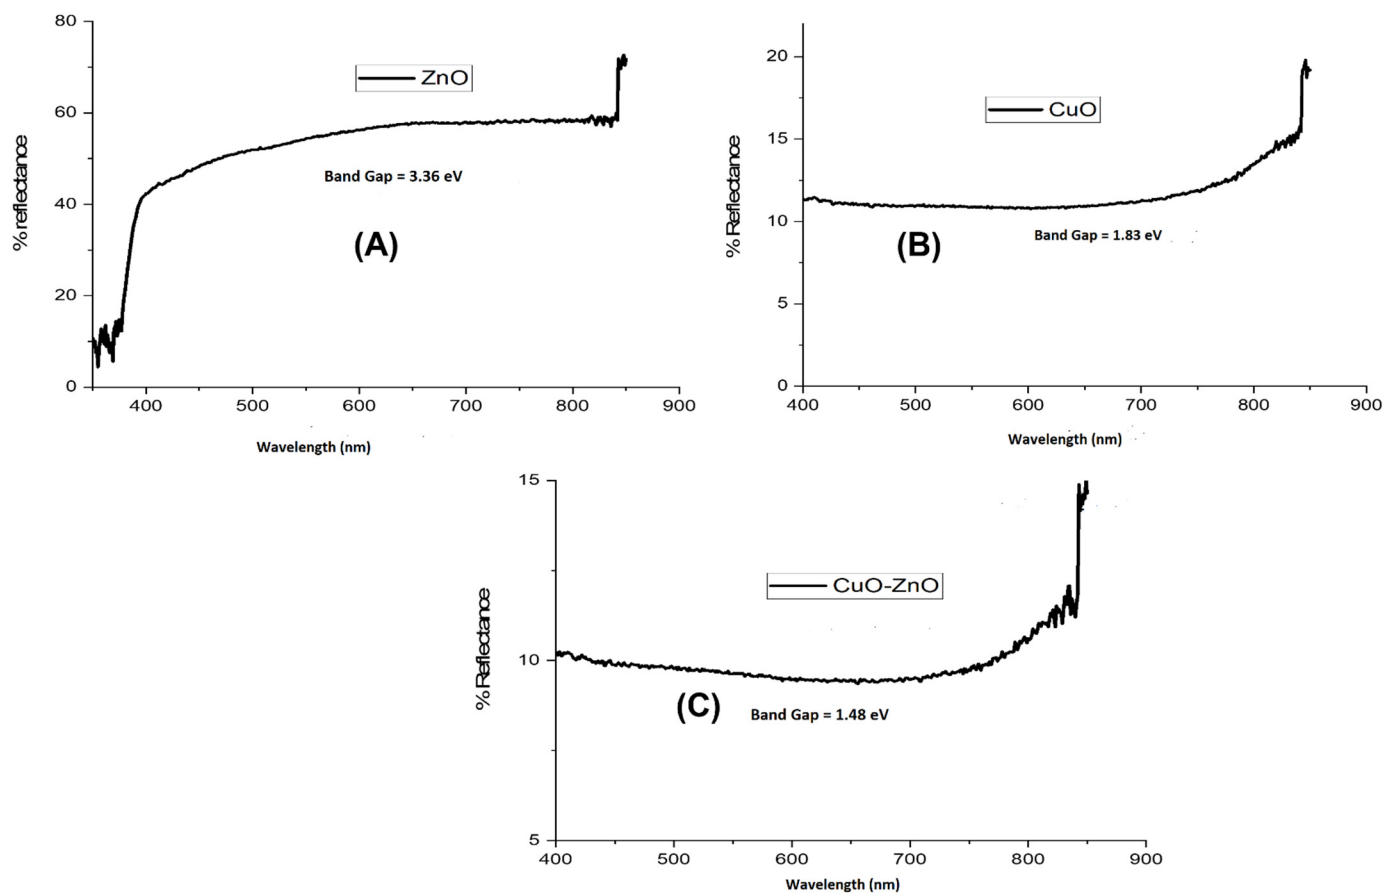 80
60
40
20
0
% reflectance
ZnO
Band Gap = 3.36 eV
(A)
400 500 600 700 800 900
Wavelength (nm)
20
15
10
5
0
% Reflectance
CuO
(B)
Band Gap = 1.83 eV
400 500 600 700 800 900
Wavelength (nm)
15
10
5
% Reflectance
CuO-ZnO
(C)
Band Gap = 1.48 eV
400 500 600 700 800 900
Wavelength (nm)